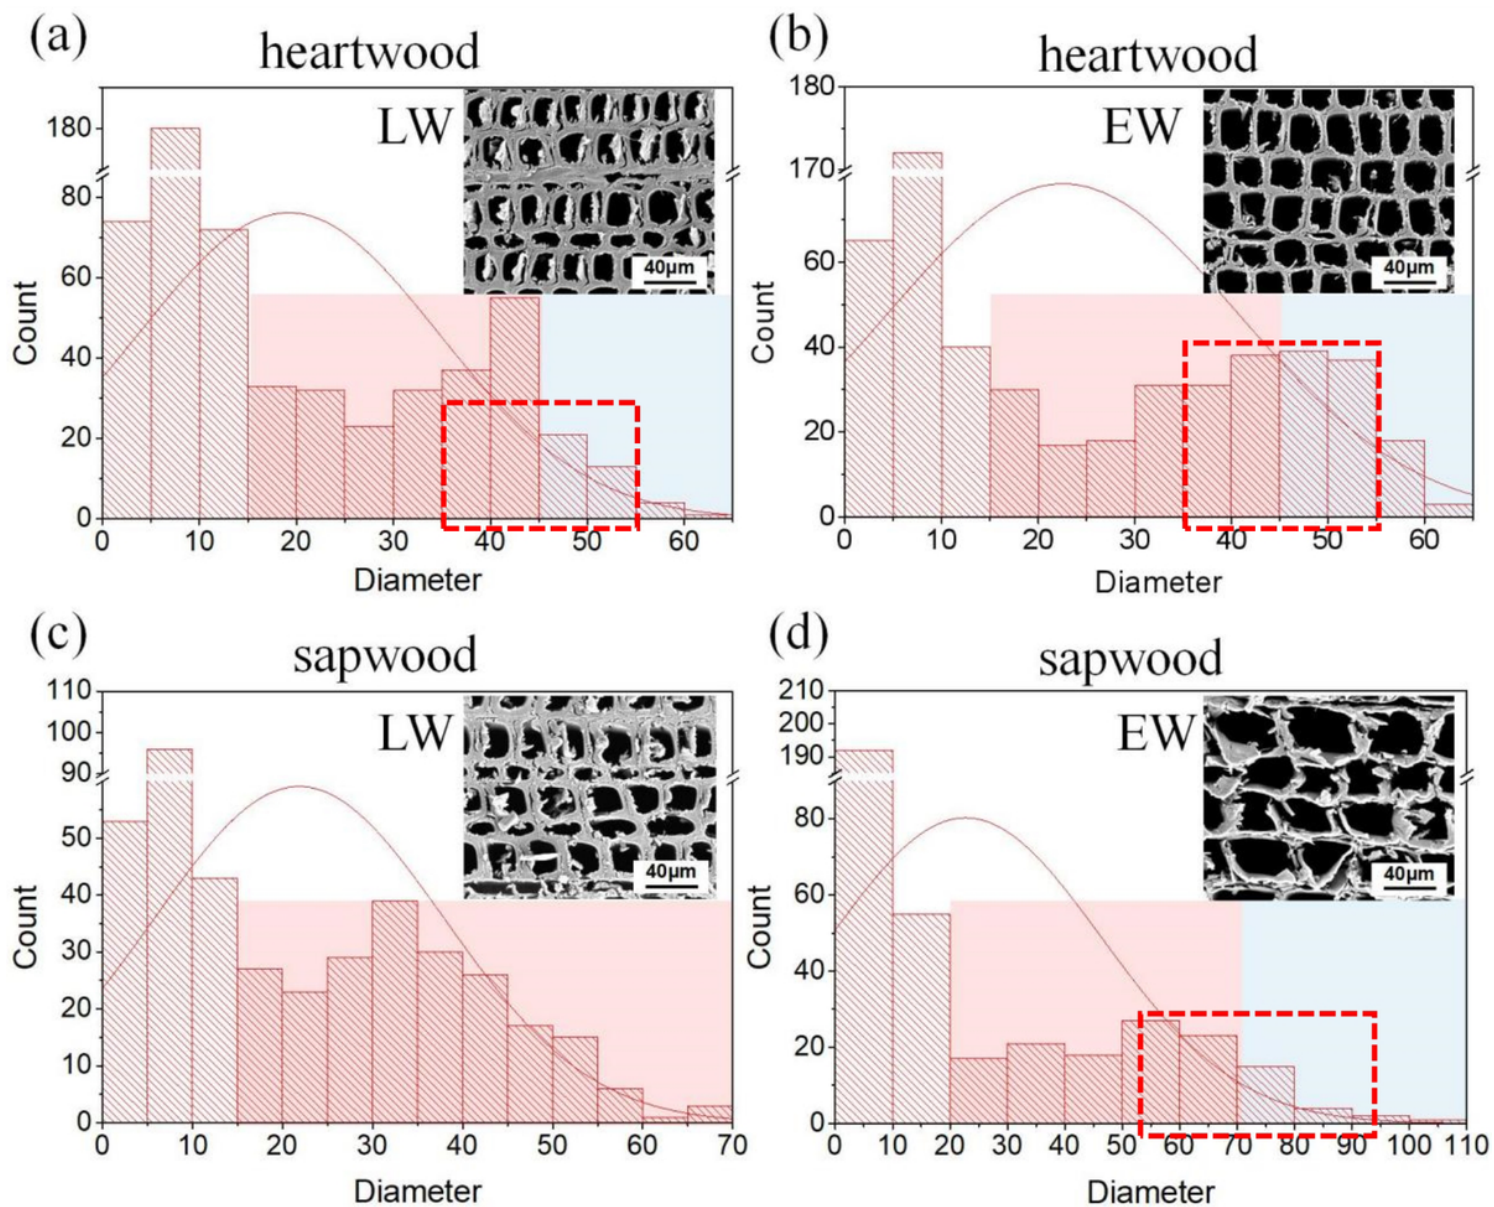 (a)
heartwood
LW
40μm
180
80
60
40
20
0
Count
0 10 20 30 40 50 60
Diameter
(b)
heartwood
EW
40μm
180
170
60
40
20
0
Count
0 10 20 30 40 50 60
Diameter
(c)
sapwood
LW
40μm
110
100
90
50
40
30
20
10
0
Count
0 10 20 30 40 50 60 70
Diameter
(d)
sapwood
EW
40μm
210
200
190
80
60
40
20
0
Count
0 10 20 30 40 50 60 70 80 90 100 110
Diameter